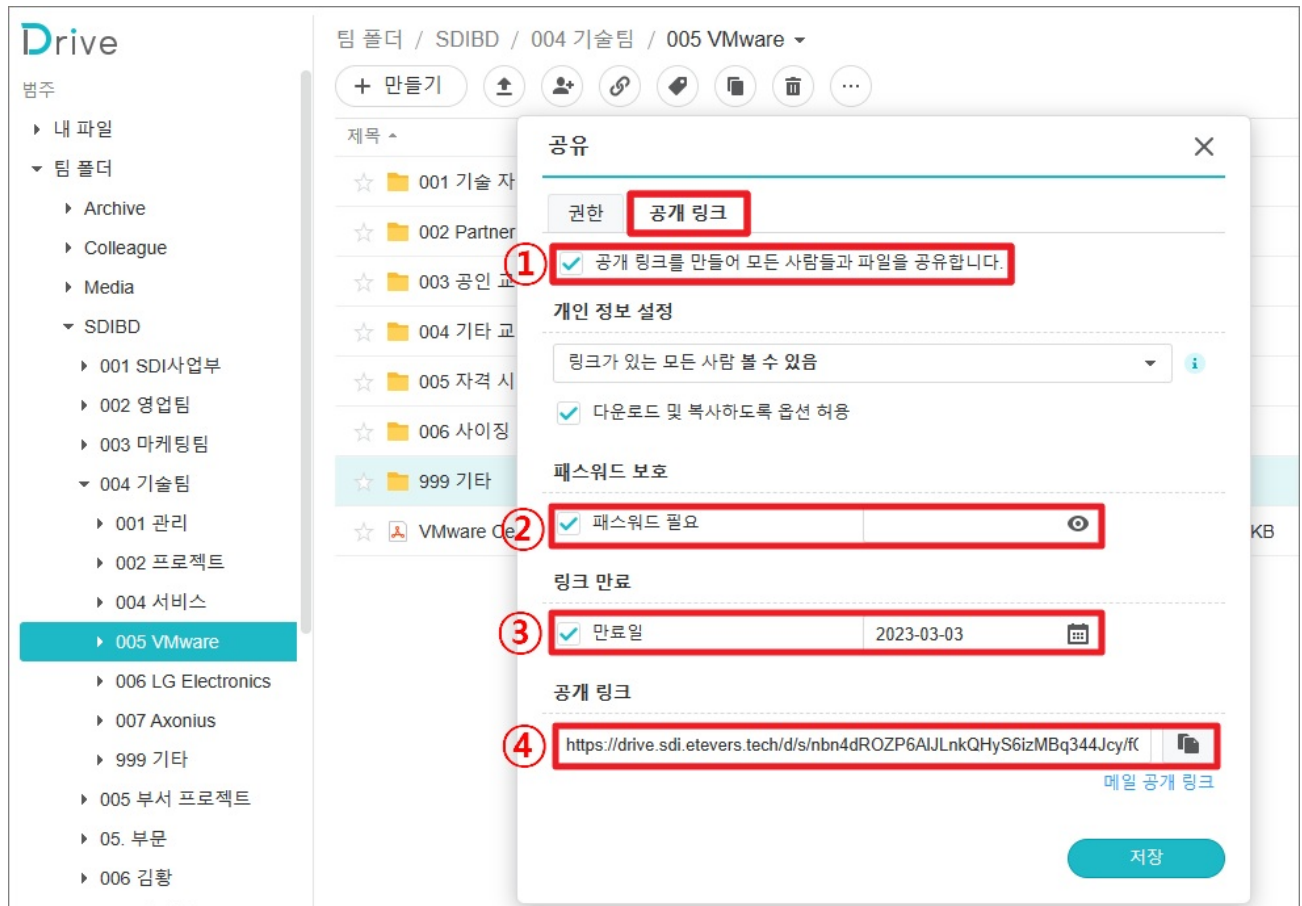 Drive
범주
내 파일
팀 폴더
Archive
Colleague
Media
SDIBD
001 SDI사업부
002 영업팀
003 마케팅팀
004 기술팀
001 관리
002 프로젝트
004 서비스
005 VMware
006 LG Electronics
007 Axonius
999 기타
005 부서 프로젝트
05. 부문
006 김황
팀 폴더 / SDIBD / 004 기술팀 / 005 VMware
+ 만들기
제목
001 기술 자
002 Partner
003 공인 교
004 기타 교
005 자격 시
006 사이징
999 기타
VMware Ce
KB
공유
권한
공개 링크
① 공개 링크를 만들어 모든 사람들과 파일을 공유합니다.
개인 정보 설정
링크가 있는 모든 사람 볼 수 있음
다운로드 및 복사하도록 옵션 허용
패스워드 보호
② 패스워드 필요
링크 만료
③ 만료일 2023-03-03
공개 링크
④ https://drive.sdi.etevers.tech/d/s/nbn4dROZP6AlJLnkQHyS6izMBq344Jcy/f
메일 공개 링크
저장